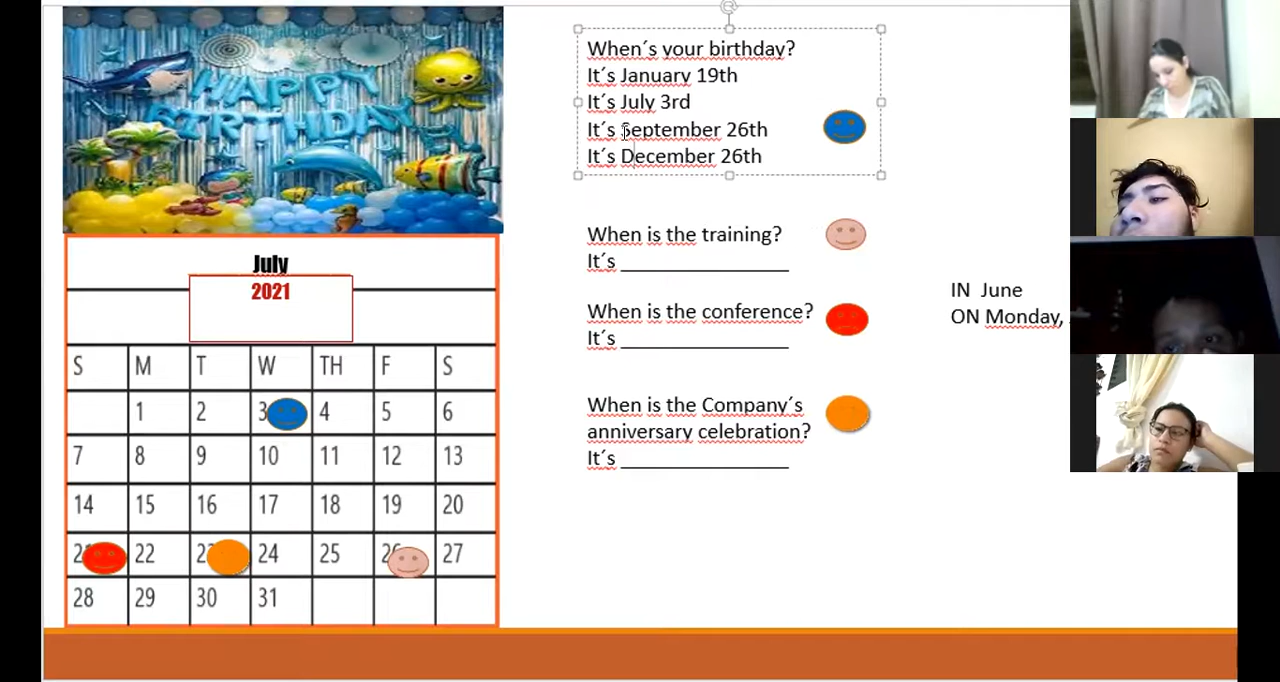 HAPPY
BIRTHDAY
July
2021
S M T W TH F S
1 2 3 4 5 6
7 8 9 10 11 12 13
14 15 16 17 18 19 20
22 24 25 27
28 29 30 31
When´s your birthday?
It´s January 19th
It´s July 3rd
It´s September 26th
It´s December 26th
When is the training?
It´s _______________
When is the conference?
It´s _______________
When is the Company´s
anniversary celebration?
It´s _______________
IN June
ON Monday,